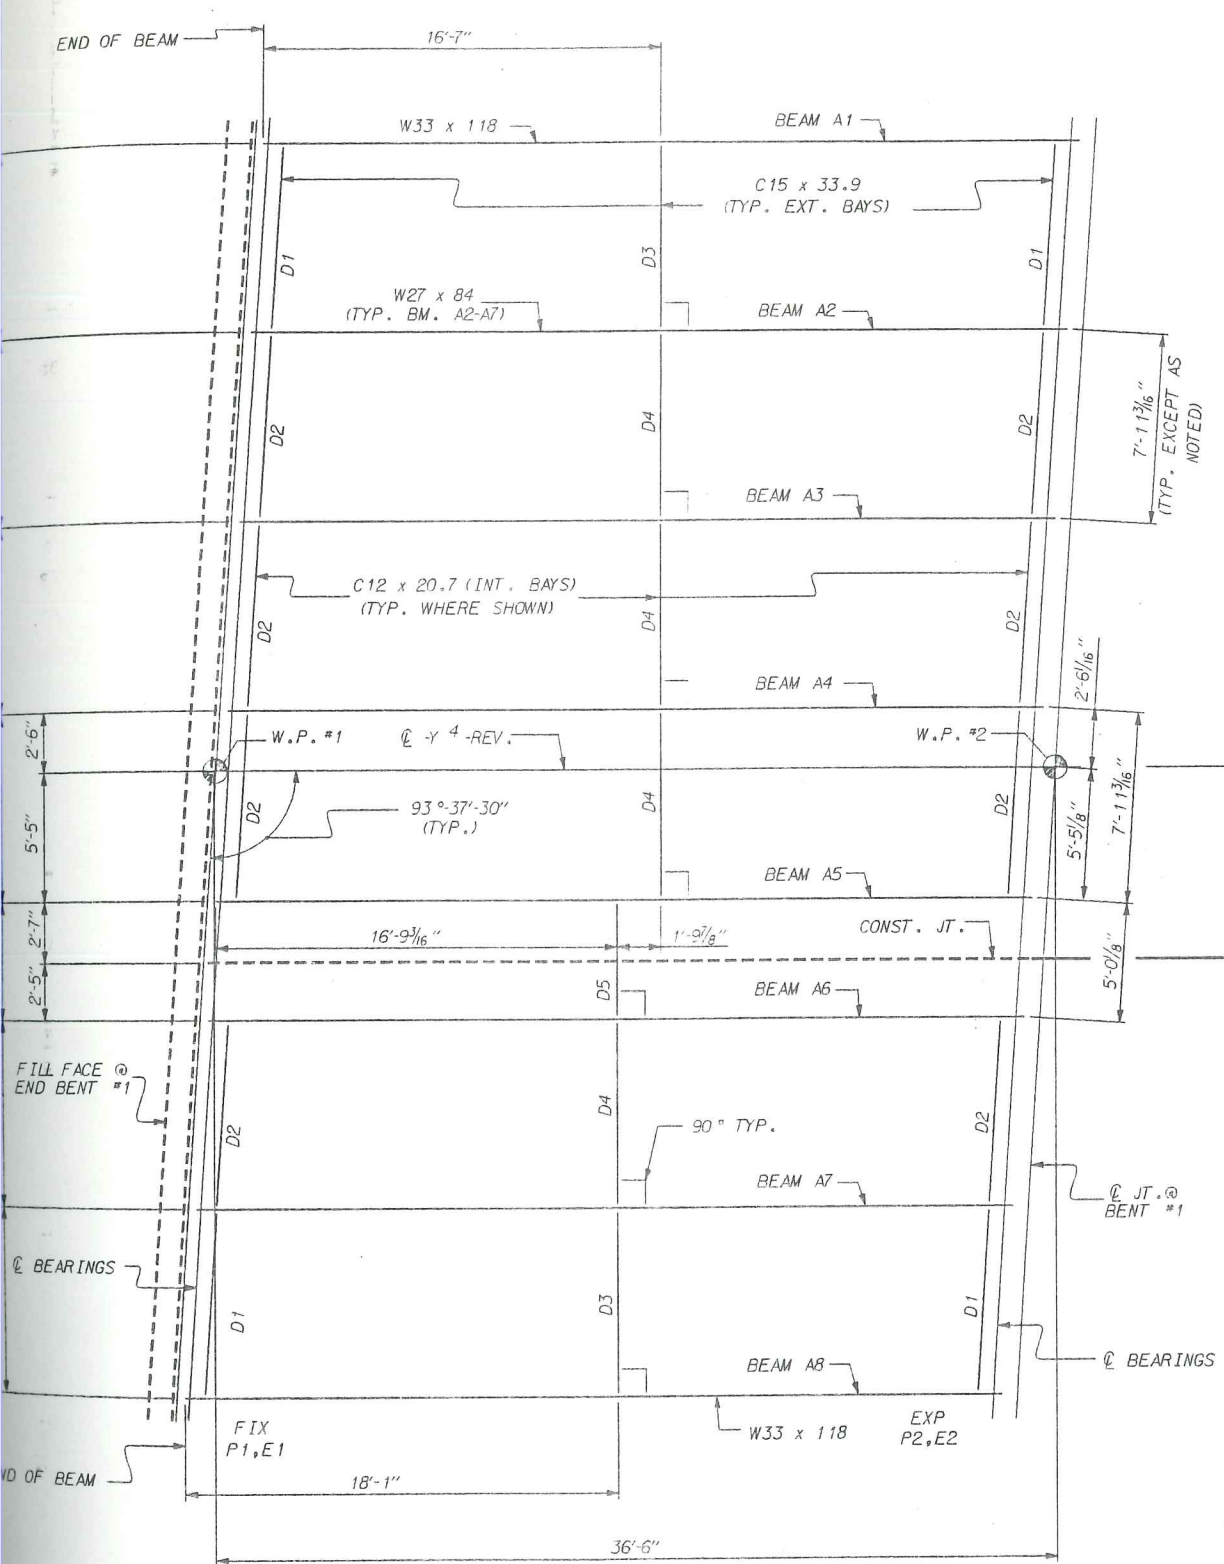 END OF BEAM
16'-7"
W33 x 118
BEAM A1
C15 x 33.9
(TYP. EXT. BAYS)
D1
D3
D1
W27 x 84
(TYP. BM. A2-A7)
BEAM A2
7'-1 13/16"
(TYP. EXCEPT AS
NOTED)
D2
D4
D2
BEAM A3
C12 x 20.7 (INT. BAYS)
(TYP. WHERE SHOWN)
D2
D4
D2
BEAM A4
2'-6 1/16"
2'-6"
W.P. #1
℄ -Y 4 -REV.
W.P. #2
5'-5"
D2
93°-37'-30"
(TYP.)
D4
5'-5 1/8"
7'-1 13/16"
BEAM A5
2'-7"
16'-9 3/16"
1'-9 7/8"
CONST. JT.
5'-0 1/8"
2'-5"
D5
BEAM A6
FILL FACE @
END BENT #1
D2
D4
90° TYP.
D2
BEAM A7
℄ JT. @
BENT #1
℄ BEARINGS
D1
D3
D1
BEAM A8
℄ BEARINGS
FIX
P1,E1
W33 x 118
EXP
P2,E2
ND OF BEAM
18'-1"
36'-6"